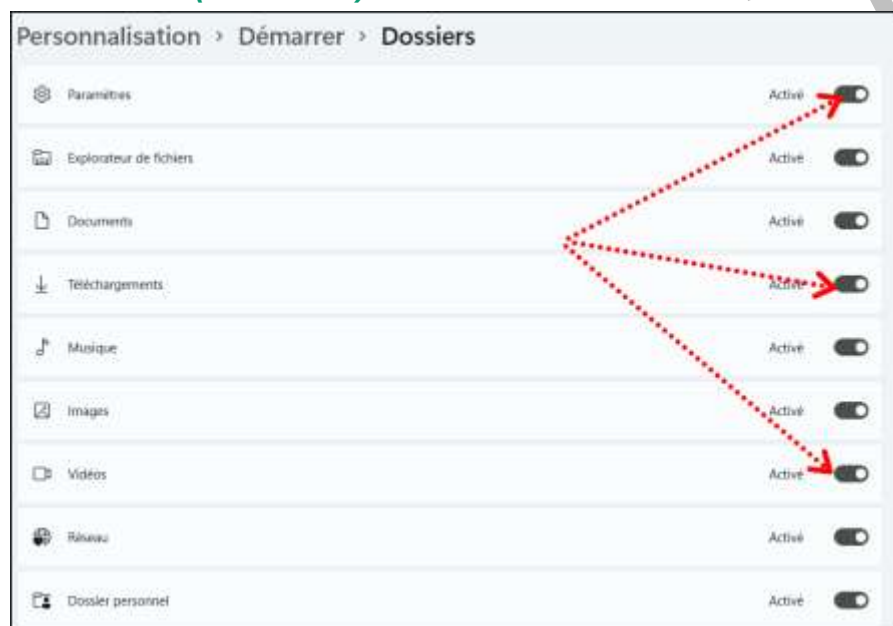 Personnalisation > Démarrer > Dossiers
Paramètres Activé
Explorateur de fichiers Activé
Documents Activé
Téléchargements Activé
Musique Activé
Images Activé
Vidéos Activé
Réseau Activé
Dossier personnel Activé